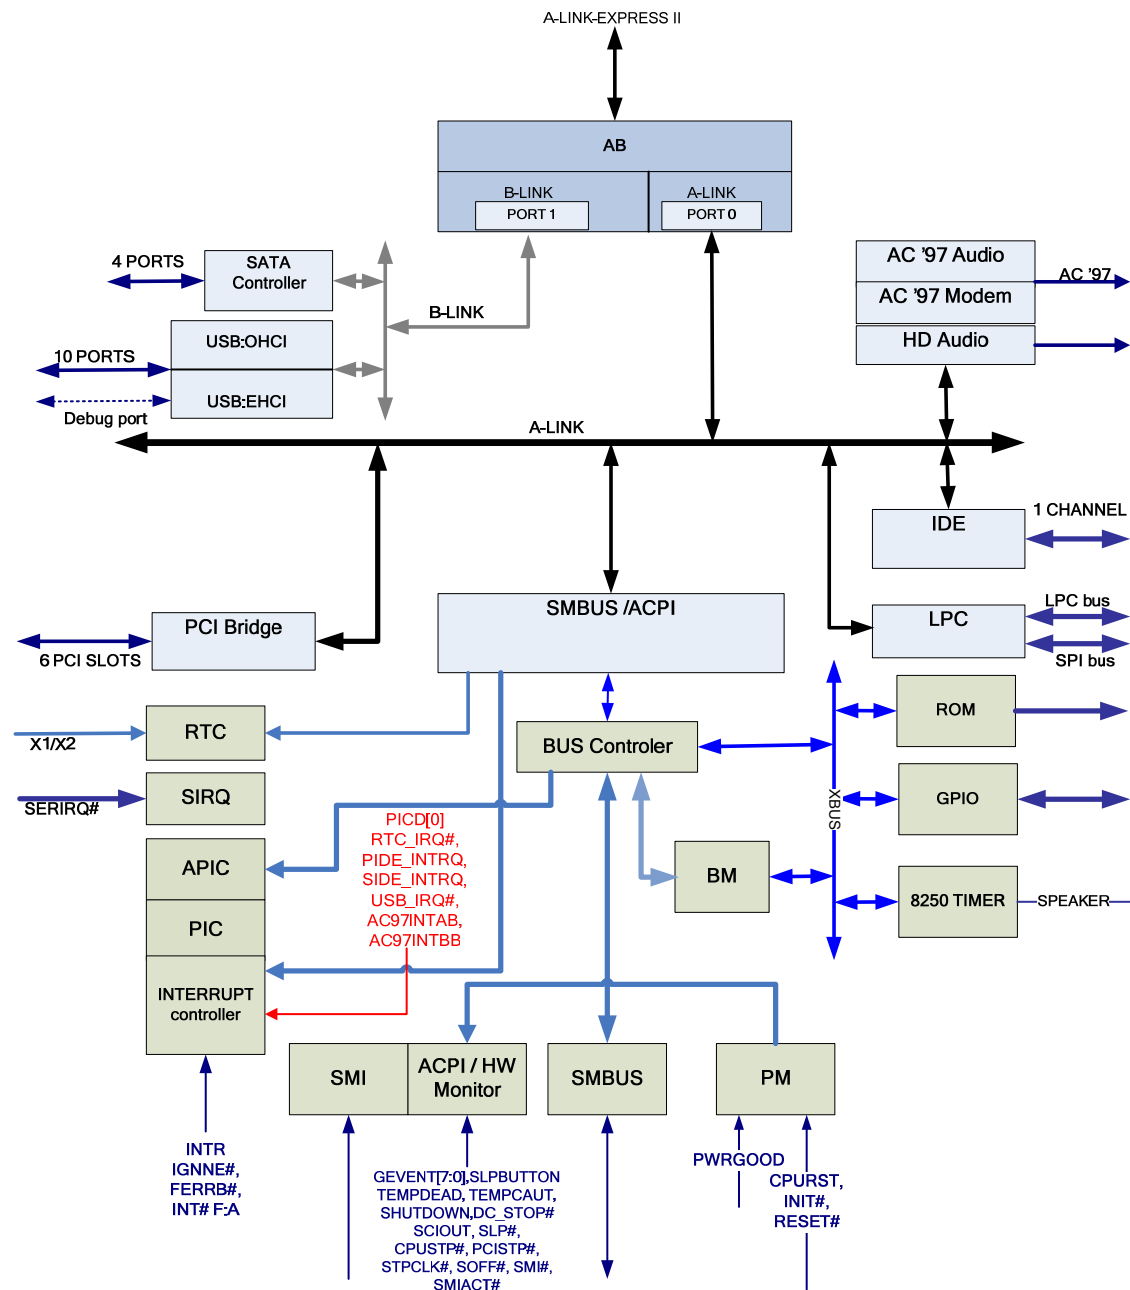 A-LINK-EXPRESS II
AB
B-LINK
A-LINK
PORT 1
PORT 0
4 PORTS
SATA
Controller
AC '97 Audio
AC '97
AC '97 Modem
B-LINK
USB:OHCI
HD Audio
10 PORTS
USB:EHCI
Debug port
A-LINK
1 CHANNEL
IDE
SMBUS /ACPI
LPC bus
PCI Bridge
LPC
6 PCI SLOTS
SPI bus
RTC
ROM
X1/X2
BUS Controler
SIRQ
GPIO
SERIRQ#
XBUS
PICD[0]
RTC_IRQ#,
PIDE_INTRQ,
SIDE_INTRQ,
USB_IRQ#,
AC97INTAB,
AC97INTBB
APIC
BM
8250 TIMER
SPEAKER
PIC
INTERRUPT
controller
SMI
ACPI / HW
Monitor
SMBUS
PM
INTR
IGNNE#,
FERRB#,
INT# F:A
GEVENT[7:0],SLPBUTTON
TEMPDEAD, TEMPCAUT,
SHUTDOWN,DC_STOP#
SCIOUT, SLP#,
CPUSTP#, PCISTP#,
STPCLK#, SOFF#, SMI#,
SMIACT#
PWRGOOD
CPURST,
INIT#,
RESET#